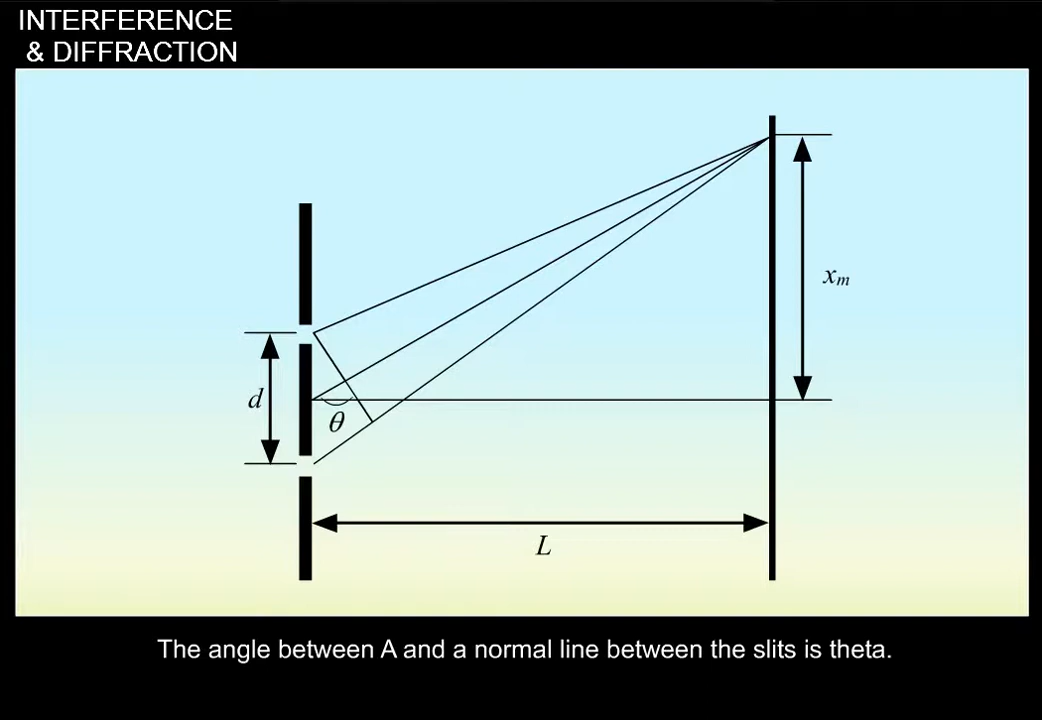 INTERFERENCE
& DIFFRACTION
xm
d
θ
L
The angle between A and a normal line between the slits is theta.